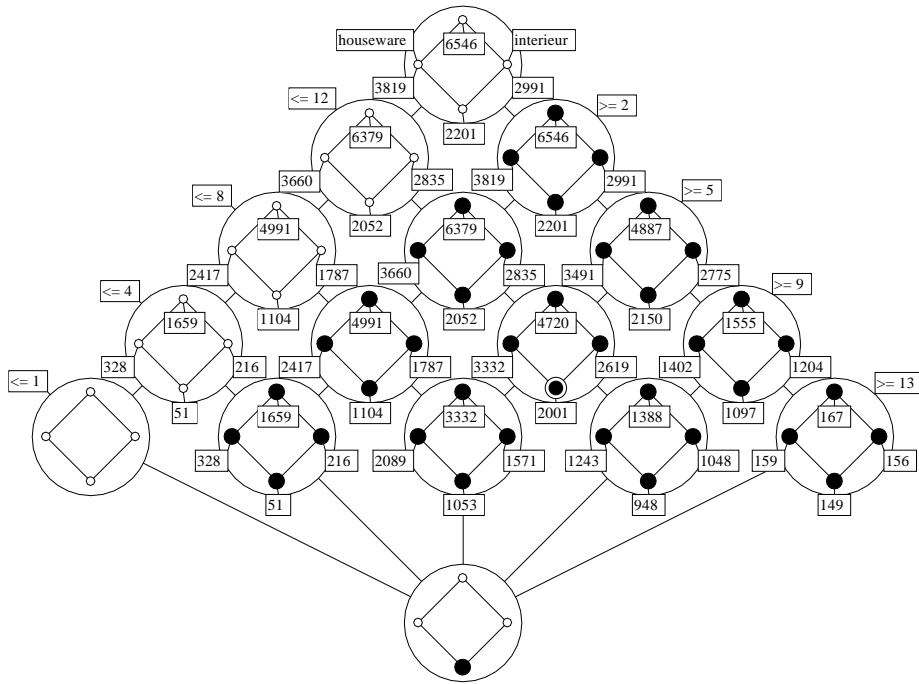 houseware 6546 interieur
3819 2991
2201
<= 12 >= 2
6379 6546
3660 2835 3819 2991
2052 2201
<= 8 >= 5
4991 6379 4887
2417 1787 3660 2835 3491 2775
1104 2052 2150
<= 4 >= 9
1659 4991 4720 1555
328 216 2417 1787 3332 2619 1402 1204
51 1104 2001 1097
<= 1 >= 13
1659 3332 1388 167
328 216 2089 1571 1243 1048 159 156
51 1053 948 149